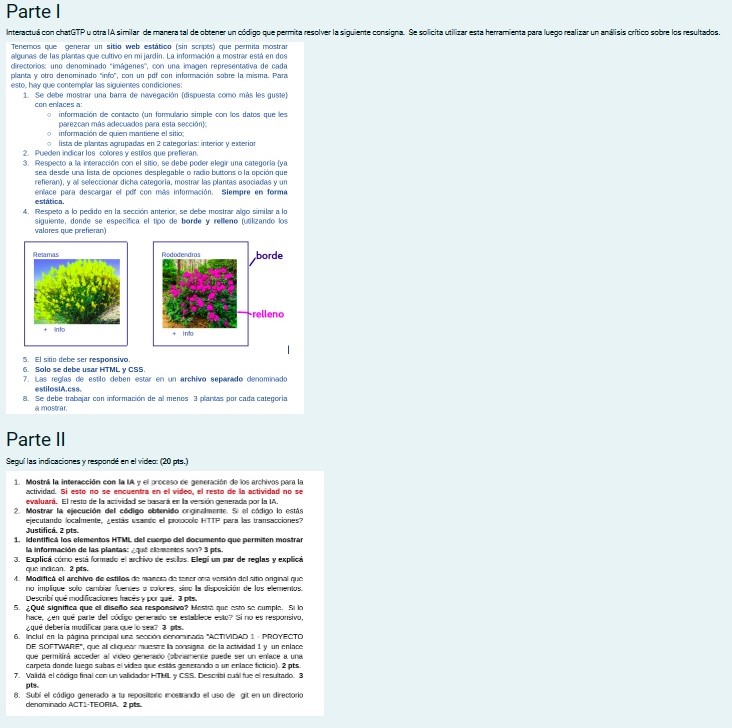 Parte I
Interactuá con chatGTP u otra IA similar de manera tal de obtener un código que permita resolver la siguiente consigna. Se solicita utilizar esta herramienta para luego realizar un análisis crítico sobre los resultados.
Tenemos que generar un sitio web estático (sin scripts) que permita mostrar
algunas de las plantas que cultivo en mi jardín. La información a mostrar está en dos
directorios: uno denominado "imágenes", con una imagen representativa de cada
planta y otro denominado "info", con un pdf con información sobre la misma. Para
esto, hay que contemplar las siguientes condiciones:
1. Se debe mostrar una barra de navegación (dispuesta como más les guste)
con enlaces a:
○ información de contacto (un formulario simple con los datos que les
parezcan más adecuados para esta sección);
○ información de quien mantiene el sitio;
○ lista de plantas agrupadas en 2 categorías: interior y exterior
2. Pueden indicar los colores y estilos que prefieran.
3. Respecto a la interacción con el sitio, se debe poder elegir una categoría (ya
sea desde una lista de opciones desplegable o radio buttons o la opción que
refieran), y al seleccionar dicha categoría, mostrar las plantas asociadas y un
enlace para descargar el pdf con más información. Siempre en forma
estática.
4. Respeto a lo pedido en la sección anterior, se debe mostrar algo similar a lo
siguiente, donde se especifica el tipo de borde y relleno (utilizando los
valores que prefieran)
Retamas
Rododendros
borde
relleno
+ info
+ info
5. El sitio debe ser responsivo.
6. Solo se debe usar HTML y CSS.
7. Las reglas de estilo deben estar en un archivo separado denominado
estilosIA.css.
8. Se debe trabajar con información de al menos 3 plantas por cada categoría
a mostrar.
Parte II
Seguí las indicaciones y respondé en el video: (20 pts.)
1. Mostrá la interacción con la IA y el proceso de generación de los archivos para la
actividad. Si esto no se encuentra en el video, el resto de la actividad no se
evaluará. El resto de la actividad se basará en la versión generada por la IA.
2. Mostrar la ejecución del código obtenido originalmente. Si el código lo estás
ejecutando localmente, ¿estás usando el protocolo HTTP para las transacciones?
Justificá. 2 pts.
1. Identificá los elementos HTML del cuerpo del documento que permiten mostrar
la información de las plantas: ¿qué elementos son? 3 pts.
3. Explicá cómo está formado el archivo de estilos. Elegí un par de reglas y explicá
que indican. 2 pts.
4. Modificá el archivo de estilos de manera de tener otra versión del sitio original que
no implique solo cambiar fuentes o colores, sino la disposición de los elementos.
Describí qué modificaciones hacés y por qué. 3 pts.
5. ¿Qué significa que el diseño sea responsivo? Mostrá que esto se cumple. Si lo
hace, ¿en qué parte del código generado se establece esto? Si no es responsivo,
¿qué debería modificar para que lo sea? 3 pts.
6. Incluí en la página principal una sección denominada "ACTIVIDAD 1 - PROYECTO
DE SOFTWARE", que al cliquear muestre la consigna de la actividad 1 y un enlace
que permitirá acceder al video generado (obviamente puede ser un enlace a una
carpeta donde luego subas el video que estás generando o un enlace ficticio). 2 pts.
7. Validá el código final con un validador HTML y CSS. Describí cuál fue el resultado. 3
pts.
8. Subí el código generado a tu repositorio mostrando el uso de git en un directorio
denominado ACT1-TEORIA. 2 pts.